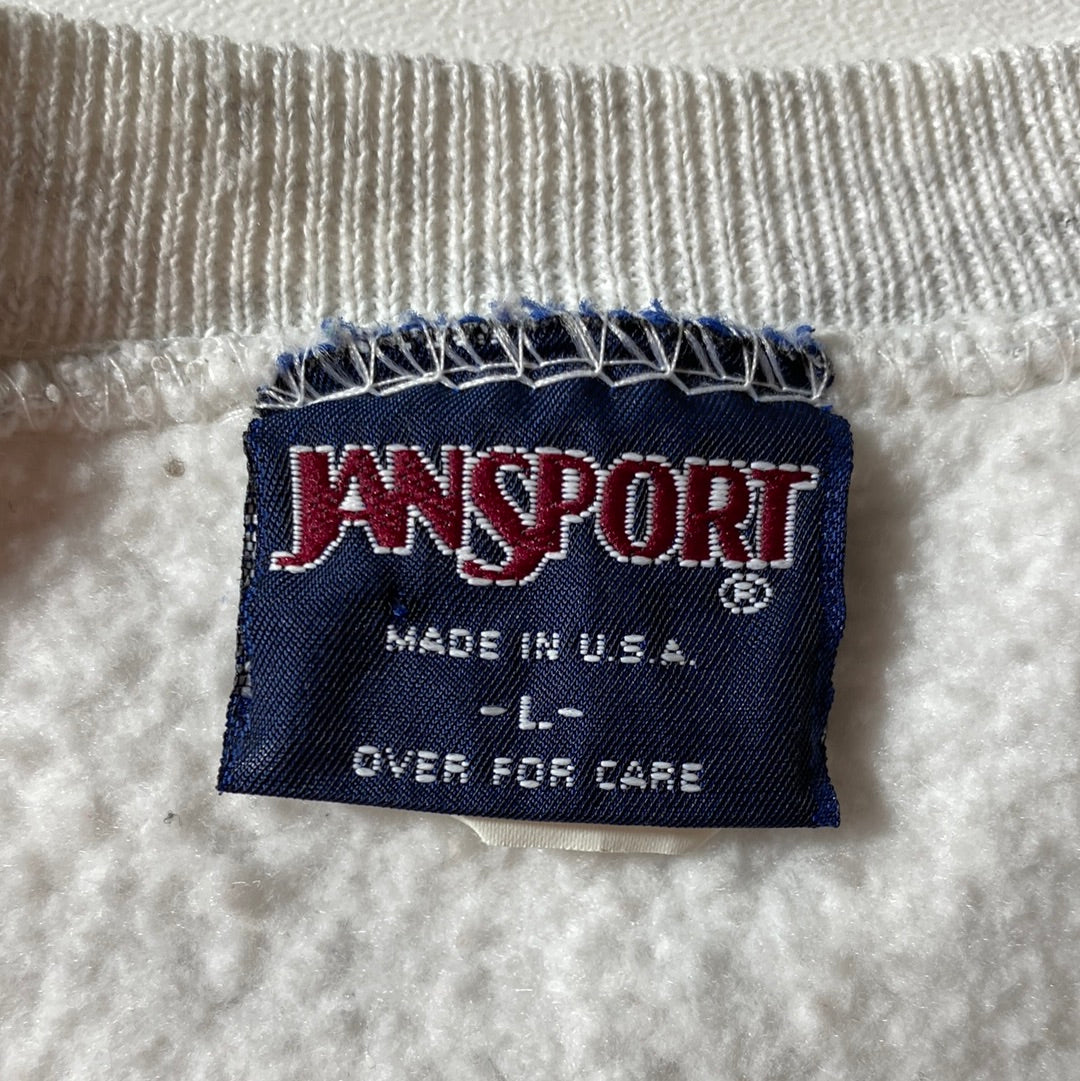 JANSPORT
®
MADE IN U.S.A.
-L-
OVER FOR CARE